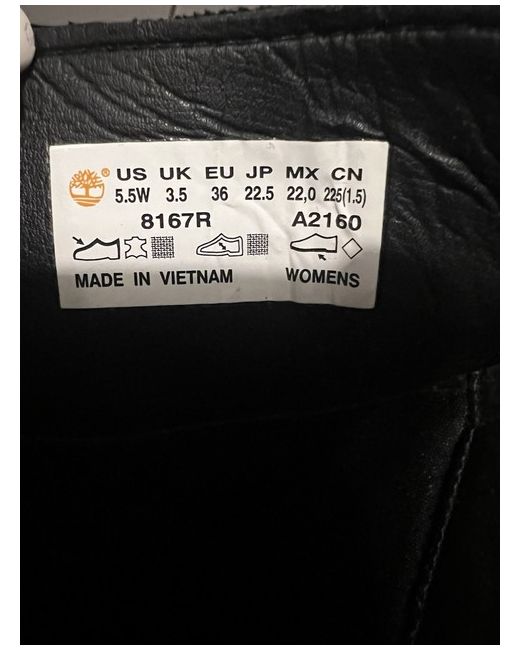 US UK EU JP MX CN
5.5W 3.5 36 22.5 22,0 225(1.5)
8167R A2160
MADE IN VIETNAM WOMENS